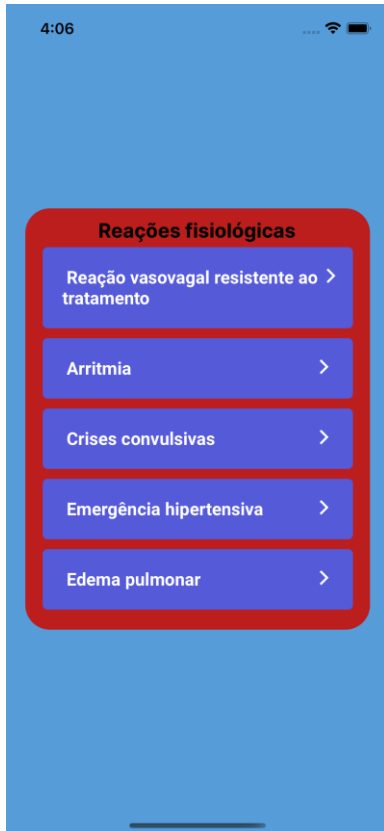 4:06
Reações fisiológicas
Reação vasovagal resistente ao
tratamento
Arritmia
Crises convulsivas
Emergência hipertensiva
Edema pulmonar